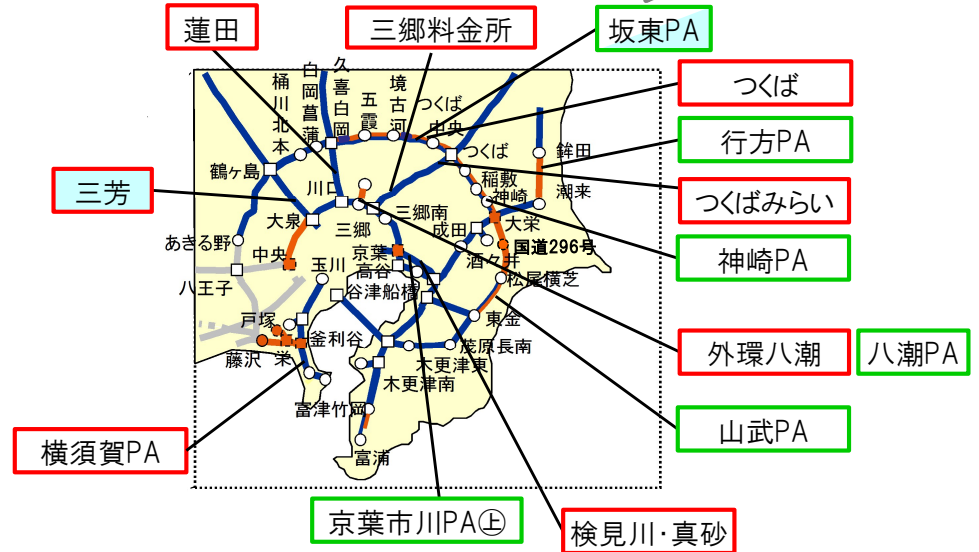 蓮田
三郷料金所
坂東PA
つくば
行方PA
つくばみらい
神崎PA
外環八潮
八潮PA
山武PA
検見川・真砂
京葉市川PA㊤
横須賀PA
三芳
桶川北本
白岡菖蒲
久喜白岡
五霞
境古河
つくば中央
つくば
鉾田
鶴ヶ島
川口
稲敷
神崎
潮来
大泉
三郷
三郷南
成田
大栄
あきる野
中央
玉川
京葉
高谷
酒々井
国道296号
八王子
谷津船橋
松尾横芝
戸塚
東金
釜利谷
茂原長南
藤沢
栄
木更津東
木更津南
富津竹岡
富浦